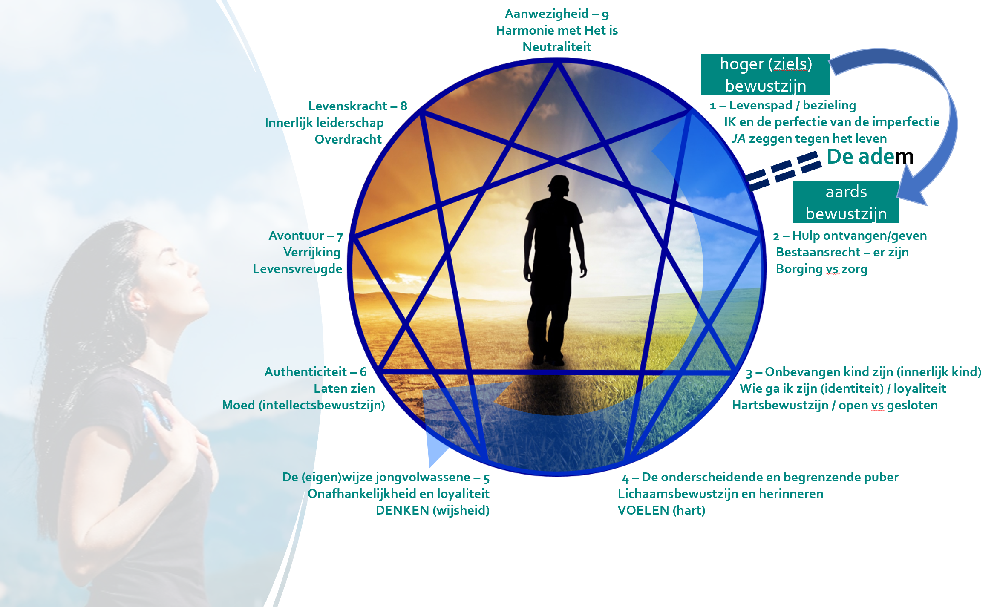 Aanwezigheid – 9
Harmonie met Het is
Neutraliteit
hoger (ziels)
bewustzijn
1 – Levenspad / bezieling
IK en de perfectie van de imperfectie
JA zeggen tegen het leven
De adem
aards
bewustzijn
2 – Hulp ontvangen/geven
Bestaansrecht – er zijn
Borging vs zorg
3 – Onbevangen kind zijn (innerlijk kind)
Wie ga ik zijn (identiteit) / loyaliteit
Hartsbewustzijn / open vs gesloten
4 – De onderscheidende en begrenzende puber
Lichaamsbewustzijn en herinneren
VOELEN (hart)
De (eigen)wijze jongvolwassene – 5
Onafhankelijkheid en loyaliteit
DENKEN (wijsheid)
Authenticiteit – 6
Laten zien
Moed (intellectsbewustzijn)
Avontuur – 7
Verrijking
Levensvreugde
Levenskracht – 8
Innerlijk leiderschap
Overdracht